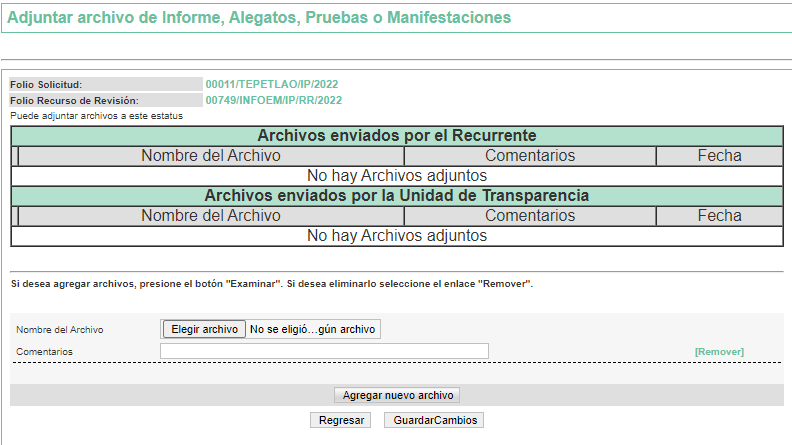 Adjuntar archivo de Informe, Alegatos, Pruebas o Manifestaciones
Folio Solicitud: 00011/TEPETLAO/IP/2022
Folio Recurso de Revisión: 00749/INFOEM/IP/RR/2022
Puede adjuntar archivos a este estatus
Archivos enviados por el Recurrente
Nombre del Archivo Comentarios Fecha
No hay Archivos adjuntos
Archivos enviados por la Unidad de Transparencia
Nombre del Archivo Comentarios Fecha
No hay Archivos adjuntos
Si desea agregar archivos, presione el botón "Examinar". Si desea eliminarlo seleccione el enlace "Remover".
Nombre del Archivo Elegir archivo No se eligió...gún archivo
Comentarios [Remover]
Agregar nuevo archivo
Regresar GuardarCambios